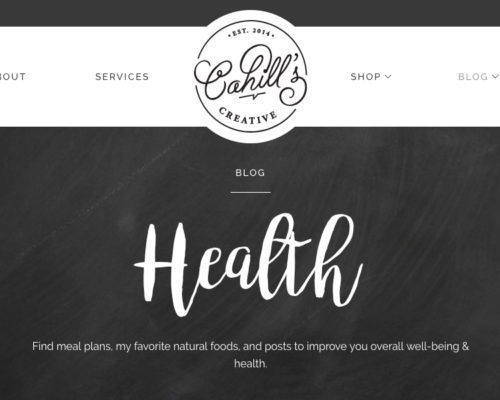 BOUT
SERVICES
• EST. 2014 •
Cahill's
CREATIVE
SHOP
BLOG
BLOG
Health
Find meal plans, my favorite natural foods, and posts to improve you overall well-being &
health.